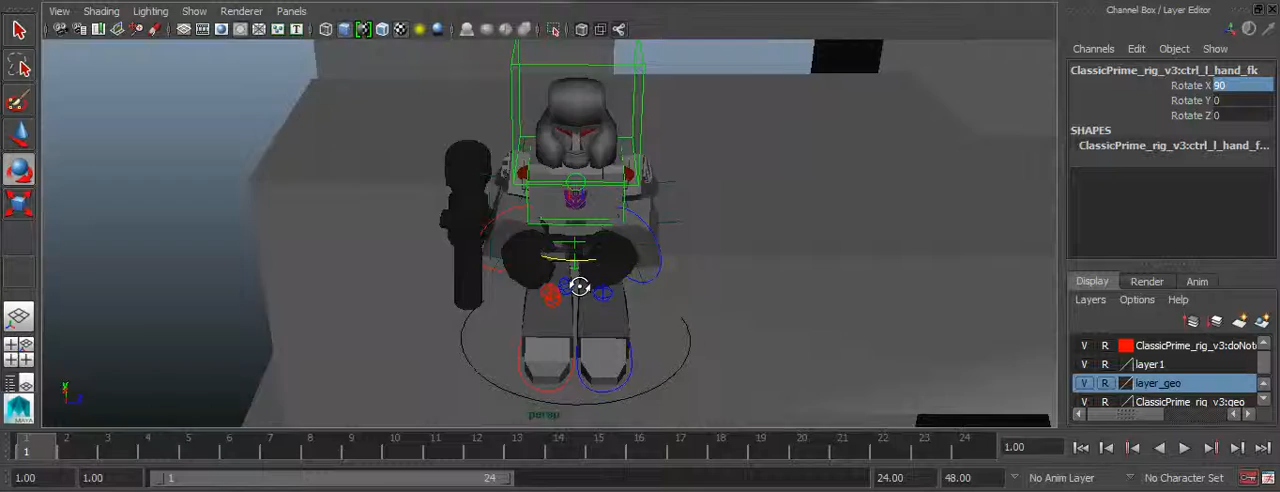 View Shading Lighting Show Renderer Panels
Channel Box / Layer Editor
Channels Edit Object Show
ClassicPrime_rig_v3:ctrl_l_hand_fk
Rotate X 90
Rotate Y 0
Rotate Z 0
SHAPES
ClassicPrime_rig_v3:ctrl_l_hand_f...
Display Render Anim
Layers Options Help
V R ClassicPrime_rig_v3:doNot
V R layer1
V R layer_geo
V R ClassicPrime_rig_v3:geo
persp
y
z
MAYA
1 2 3 4 5 6 7 8 9 10 11 12 13 14 15 16 17 18 19 20 21 22 23 24
1
1.00
1.00 1.00 1 24 24.00 48.00 No Anim Layer No Character Set